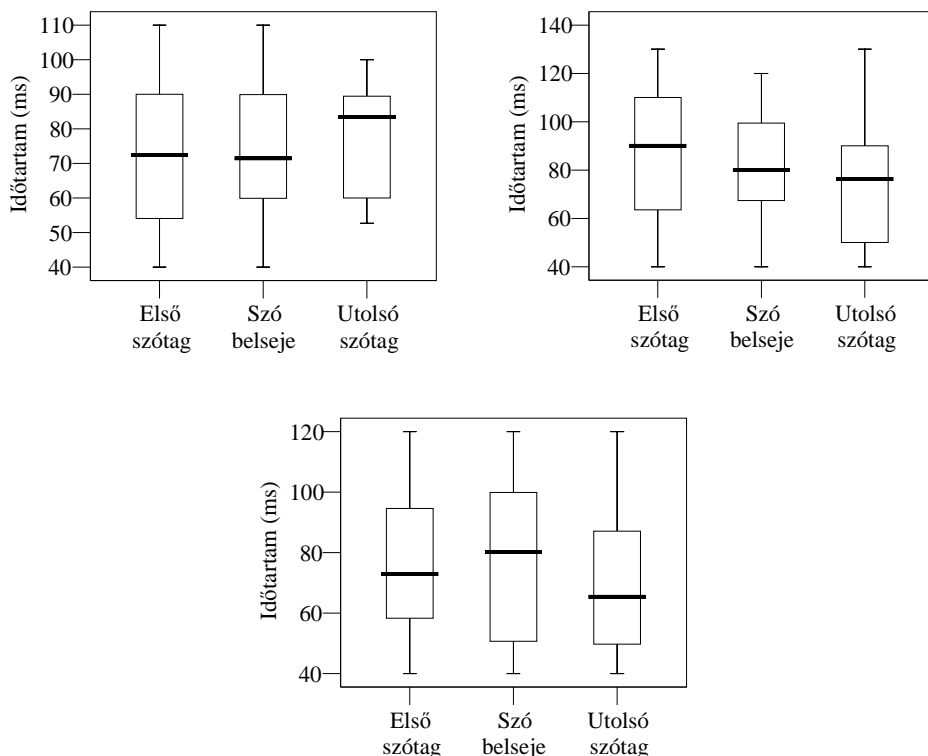 Időtartam (ms)
110
100
90
80
70
60
50
40
Első
szótag
Szó
belseje
Utolsó
szótag
Időtartam (ms)
140
120
100
80
60
40
Első
szótag
Szó
belseje
Utolsó
szótag
Időtartam (ms)
120
100
80
60
40
Első
szótag
Szó
belseje
Utolsó
szótag